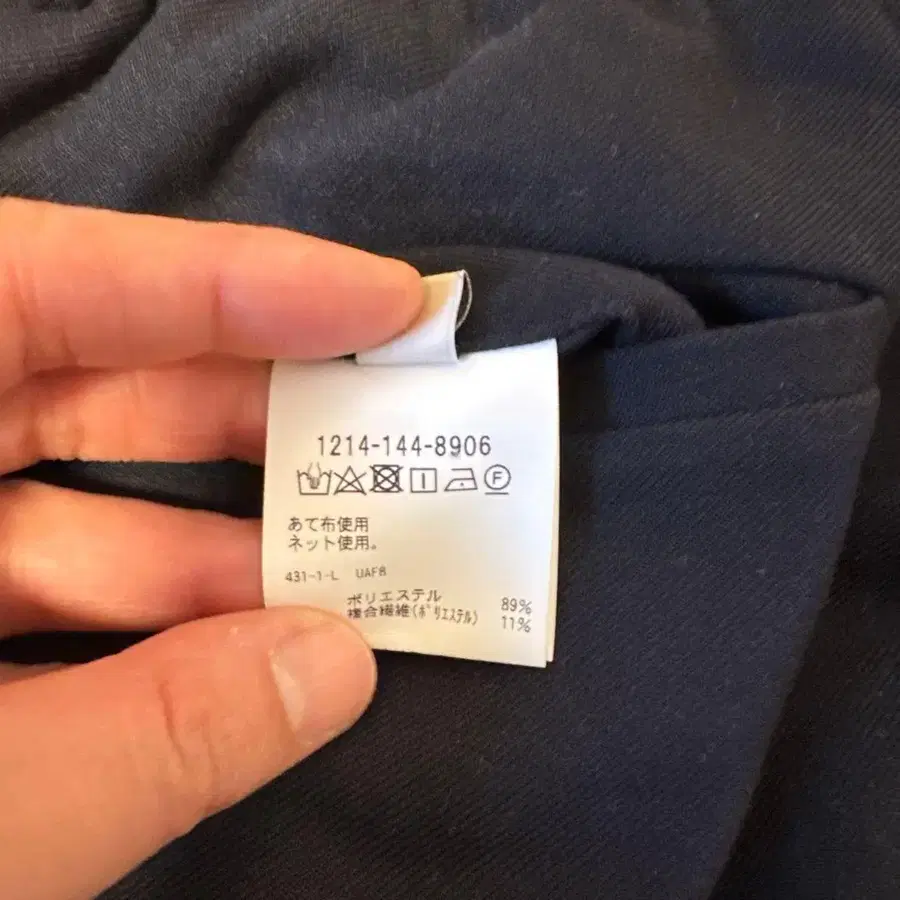 1214-144-8906
あて布使用
ネット使用。
431-1-L UAF8
ポリエステル 89%
複合繊維(ポリエステル) 11%